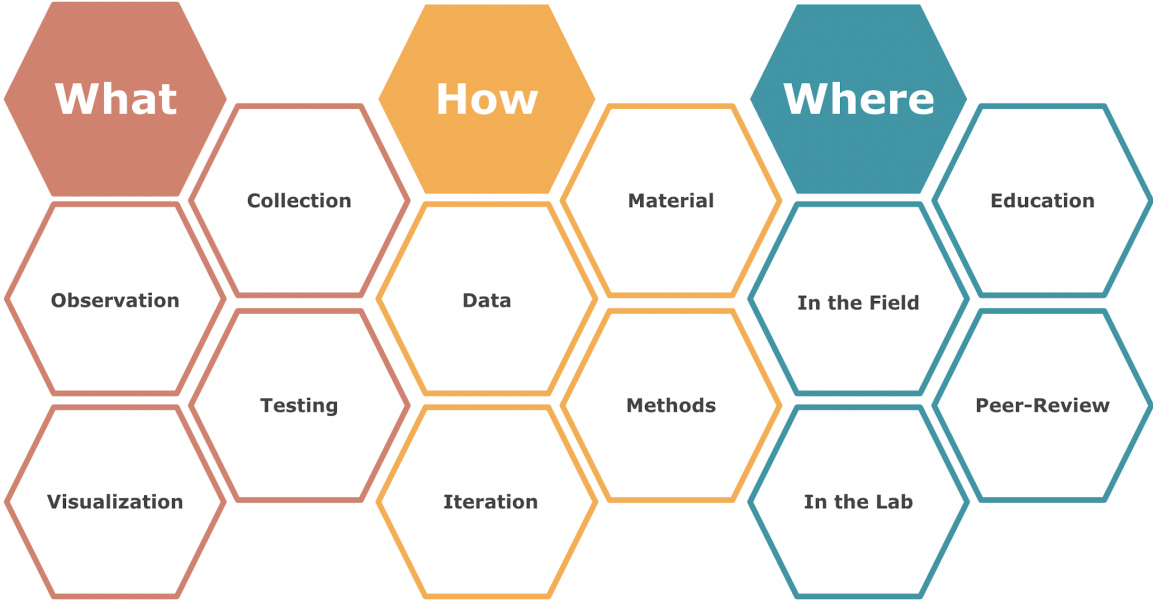 What
How
Where
Collection
Material
Education
Observation
Data
In the Field
Testing
Methods
Peer-Review
Visualization
Iteration
In the Lab